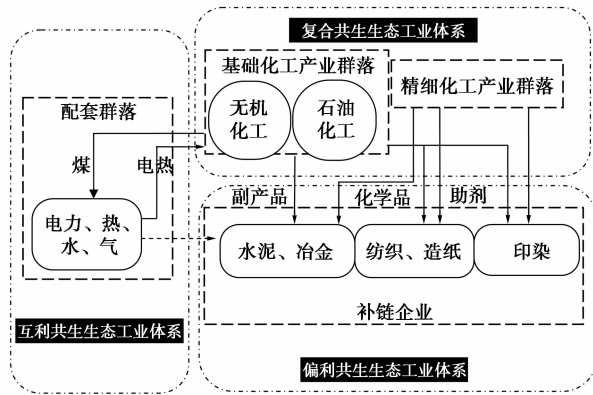 复合共生生态工业体系
基础化工产业群落
精细化工产业群落
无机
化工
石油
化工
配套群落
煤
电热
电力、热、
水、气
副产品
化学品
助剂
水泥、冶金
纺织、造纸
印染
补链企业
互利共生生态工业体系
偏利共生生态工业体系